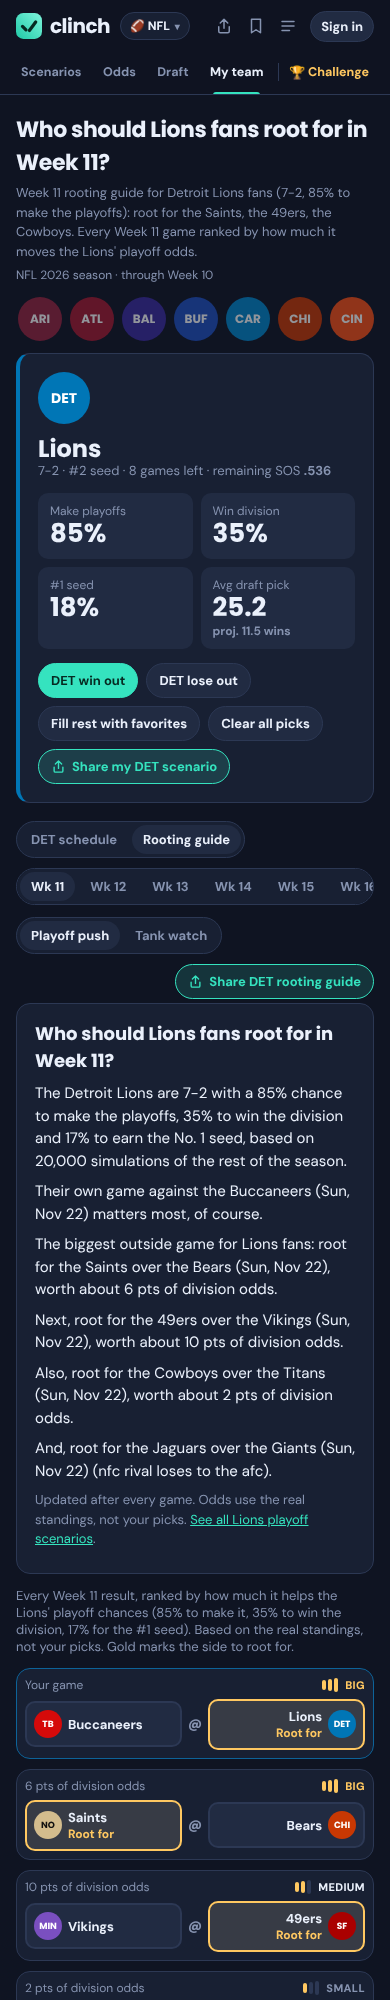 clinch
🏈 NFL ▾
Sign in
Scenarios Odds Draft My team 🏆 Challenge
Who should Lions fans root for in
Week 11?
Week 11 rooting guide for Detroit Lions fans (7-2, 85% to
make the playoffs): root for the Saints, the 49ers, the
Cowboys. Every Week 11 game ranked by how much it
moves the Lions' playoff odds.
NFL 2026 season · through Week 10
ARI ATL BAL BUF CAR CHI CIN
DET
Lions
7-2 · #2 seed · 8 games left · remaining SOS .536
Make playoffs
85%
Win division
35%
#1 seed
18%
Avg draft pick
25.2
proj. 11.5 wins
DET win out
DET lose out
Fill rest with favorites
Clear all picks
Share my DET scenario
DET schedule
Rooting guide
Wk 11 Wk 12 Wk 13 Wk 14 Wk 15 Wk 16
Playoff push
Tank watch
Share DET rooting guide
Who should Lions fans root for in
Week 11?
The Detroit Lions are 7-2 with a 85% chance
to make the playoffs, 35% to win the division
and 17% to earn the No. 1 seed, based on
20,000 simulations of the rest of the season.
Their own game against the Buccaneers (Sun,
Nov 22) matters most, of course.
The biggest outside game for Lions fans: root
for the Saints over the Bears (Sun, Nov 22),
worth about 6 pts of division odds.
Next, root for the 49ers over the Vikings (Sun,
Nov 22), worth about 10 pts of division odds.
Also, root for the Cowboys over the Titans
(Sun, Nov 22), worth about 2 pts of division
odds.
And, root for the Jaguars over the Giants (Sun,
Nov 22) (nfc rival loses to the afc).
Updated after every game. Odds use the real
standings, not your picks. See all Lions playoff
scenarios.
Every Week 11 result, ranked by how much it helps the
Lions' playoff chances (85% to make it, 35% to win the
division, 17% for the #1 seed). Based on the real standings,
not your picks. Gold marks the side to root for.
Your game BIG
TB Buccaneers @ Lions DET
Root for
6 pts of division odds BIG
NO Saints @ Bears CHI
Root for
10 pts of division odds MEDIUM
MIN Vikings @ 49ers SF
Root for
2 pts of division odds SMALL